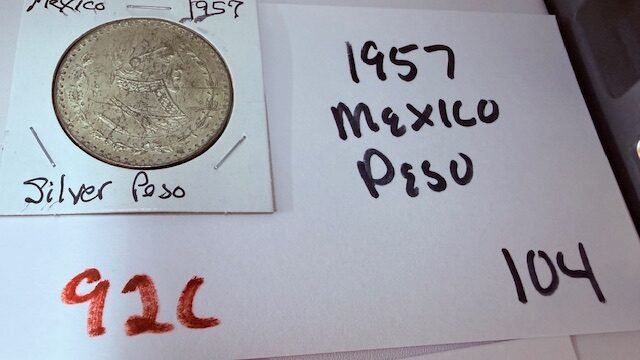 Mexico 1957
Silver Peso
1957
Mexico
Peso
92C
104